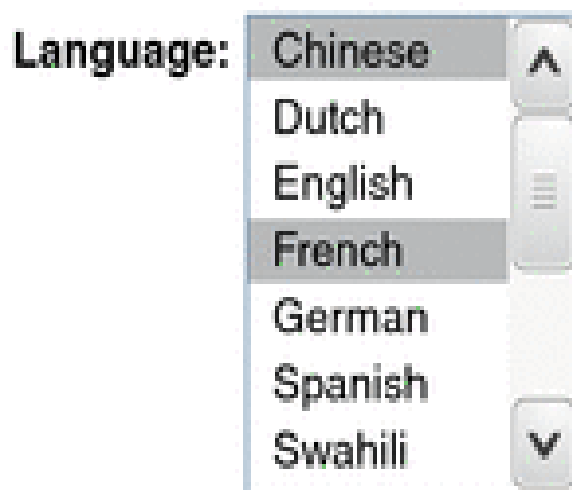 Language: Chinese
Dutch
English
French
German
Spanish
Swahili